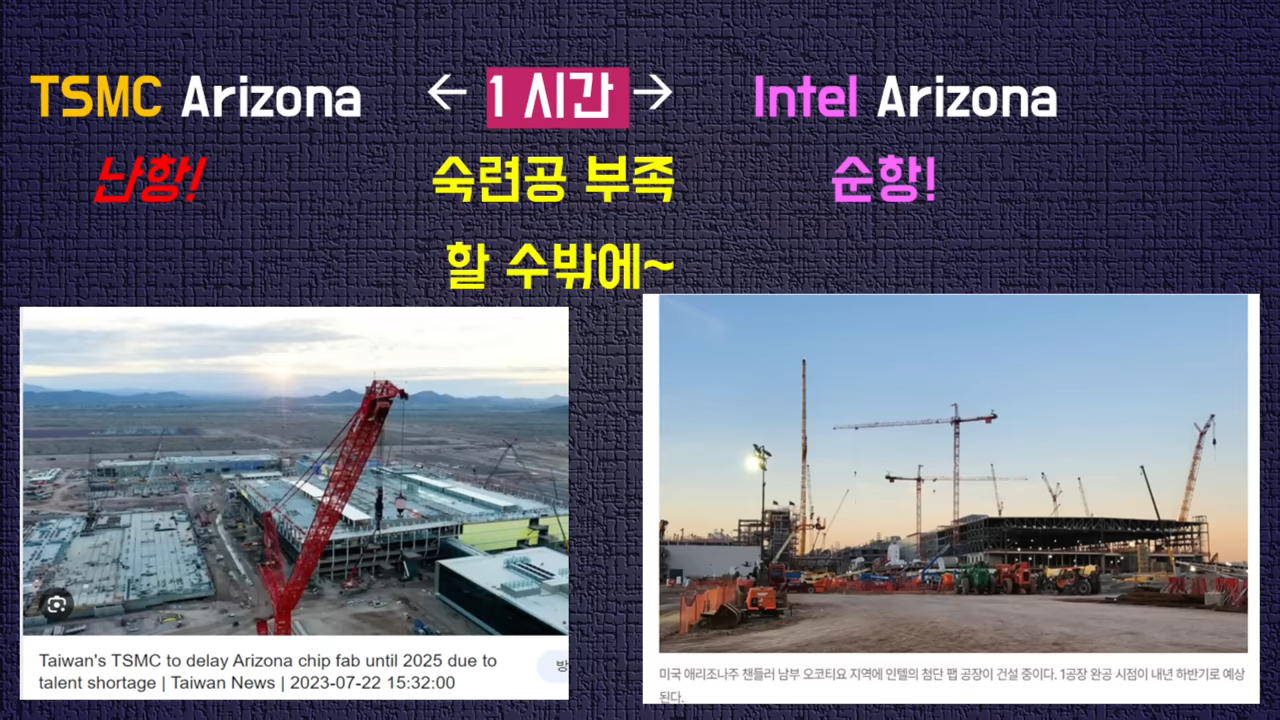 TSMC Arizona ← 1 시간 → Intel Arizona
난항! 숙련공 부족 순항!
할 수밖에~
Taiwan's TSMC to delay Arizona chip fab until 2025 due to
talent shortage | Taiwan News | 2023-07-22 15:32:00
방
미국 애리조나주 챈들러 남부 오코티요 지역에 인텔의 첨단 팹 공장이 건설 중이다. 1공장 완공 시점이 내년 하반기로 예상
된다.